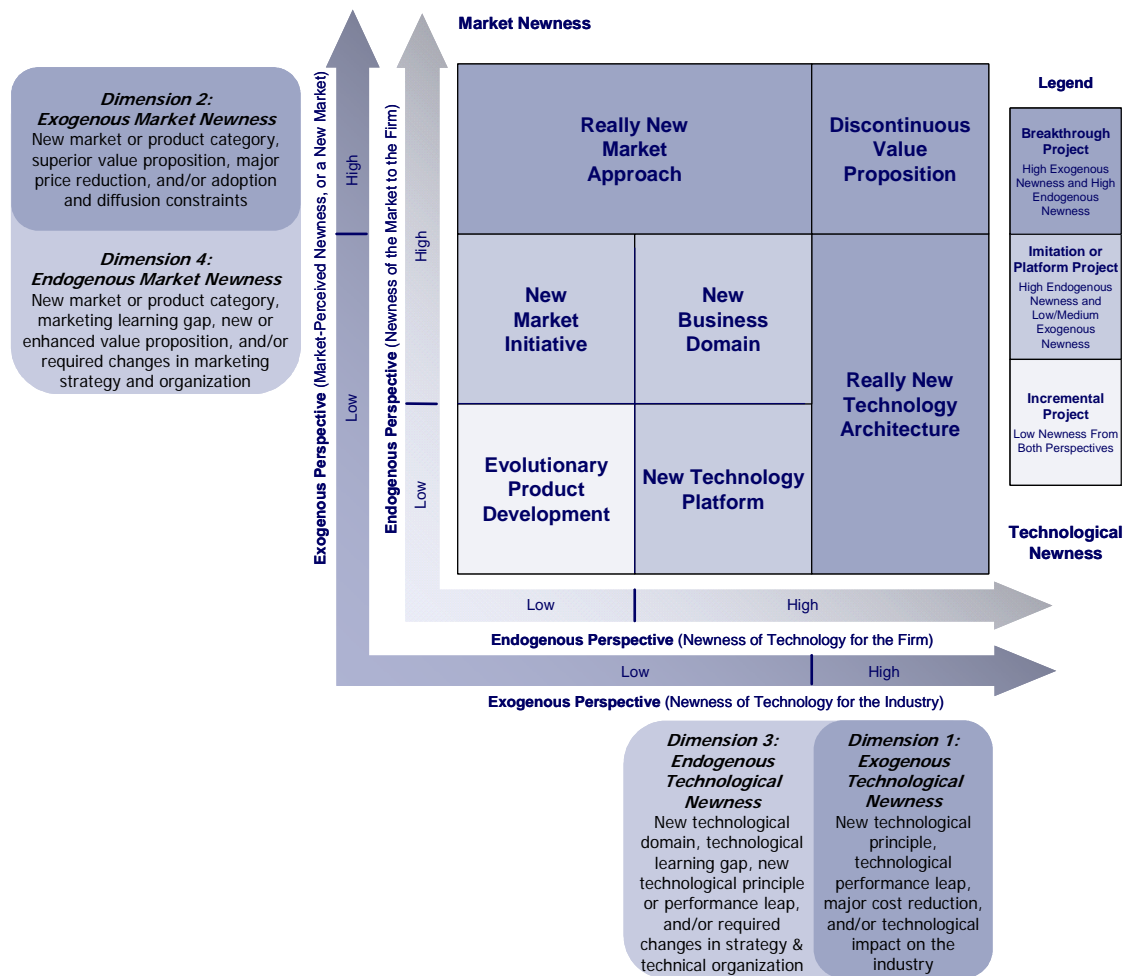 Market Newness
Dimension 2:
Exogenous Market Newness
New market or product category,
superior value proposition, major
price reduction, and/or adoption
and diffusion constraints
Dimension 4:
Endogenous Market Newness
New market or product category,
marketing learning gap, new or
enhanced value proposition, and/or
required changes in marketing
strategy and organization
Exogenous Perspective (Market-Perceived Newness, or a New Market)
High
Low
Endogenous Perspective (Newness of the Market to the Firm)
High
Low
Really New
Market
Approach
Discontinuous
Value
Proposition
New
Market
Initiative
New
Business
Domain
Really New
Technology
Architecture
Evolutionary
Product
Development
New Technology
Platform
Legend
Breakthrough
Project
High Exogenous
Newness and High
Endogenous
Newness
Imitation or
Platform Project
High Endogenous
Newness and
Low/Medium
Exogenous
Newness
Incremental
Project
Low Newness From
Both Perspectives
Technological
Newness
Low
High
Endogenous Perspective (Newness of Technology for the Firm)
Low
High
Exogenous Perspective (Newness of Technology for the Industry)
Dimension 3:
Endogenous
Technological
Newness
New technological
domain, technological
learning gap, new
technological principle
or performance leap,
and/or required
changes in strategy &
technical organization
Dimension 1:
Exogenous
Technological
Newness
New technological
principle,
technological
performance leap,
major cost reduction,
and/or technological
impact on the
industry